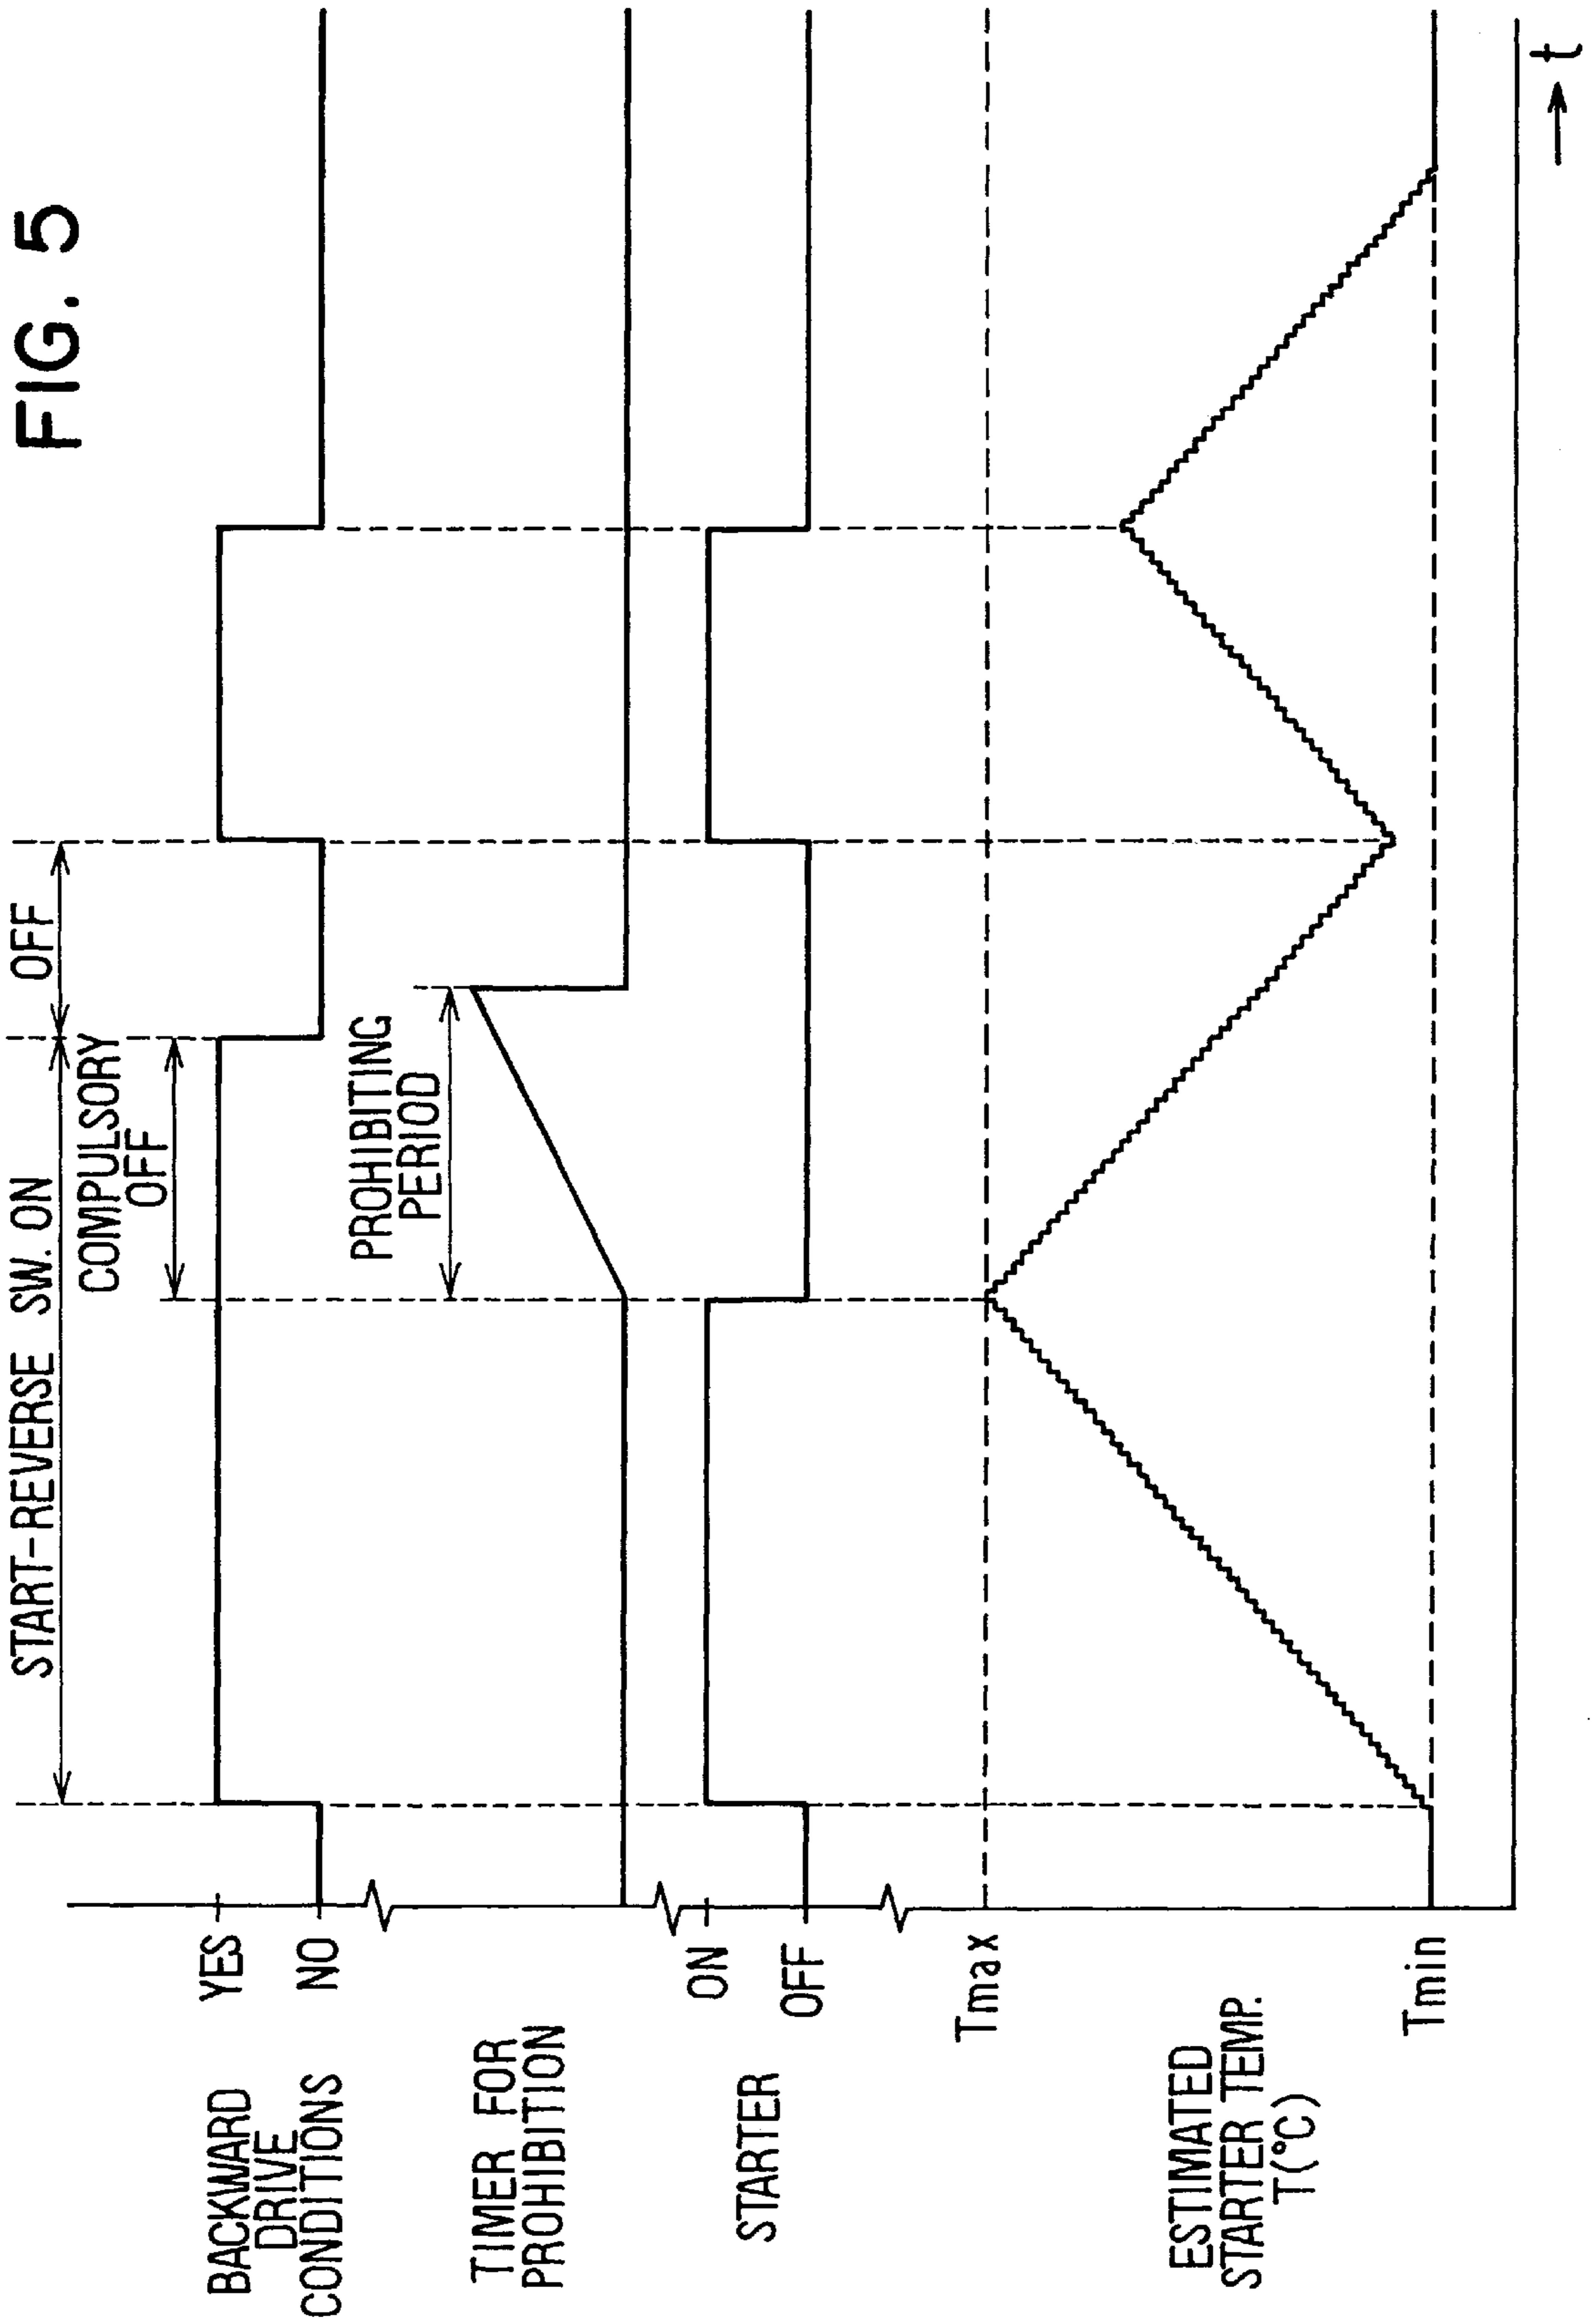 FIG. 5
START-REVERSE SW. ON
OFF
COMPULSORY
OFF
BACKWARD
DRIVE
CONDITIONS
YES
NO
PROHIBITING
PERIOD
TIMER FOR
PROHIBITION
STARTER
ON
OFF
Tmax
ESTIMATED
STARTER TEMP.
T(°C)
Tmin
t